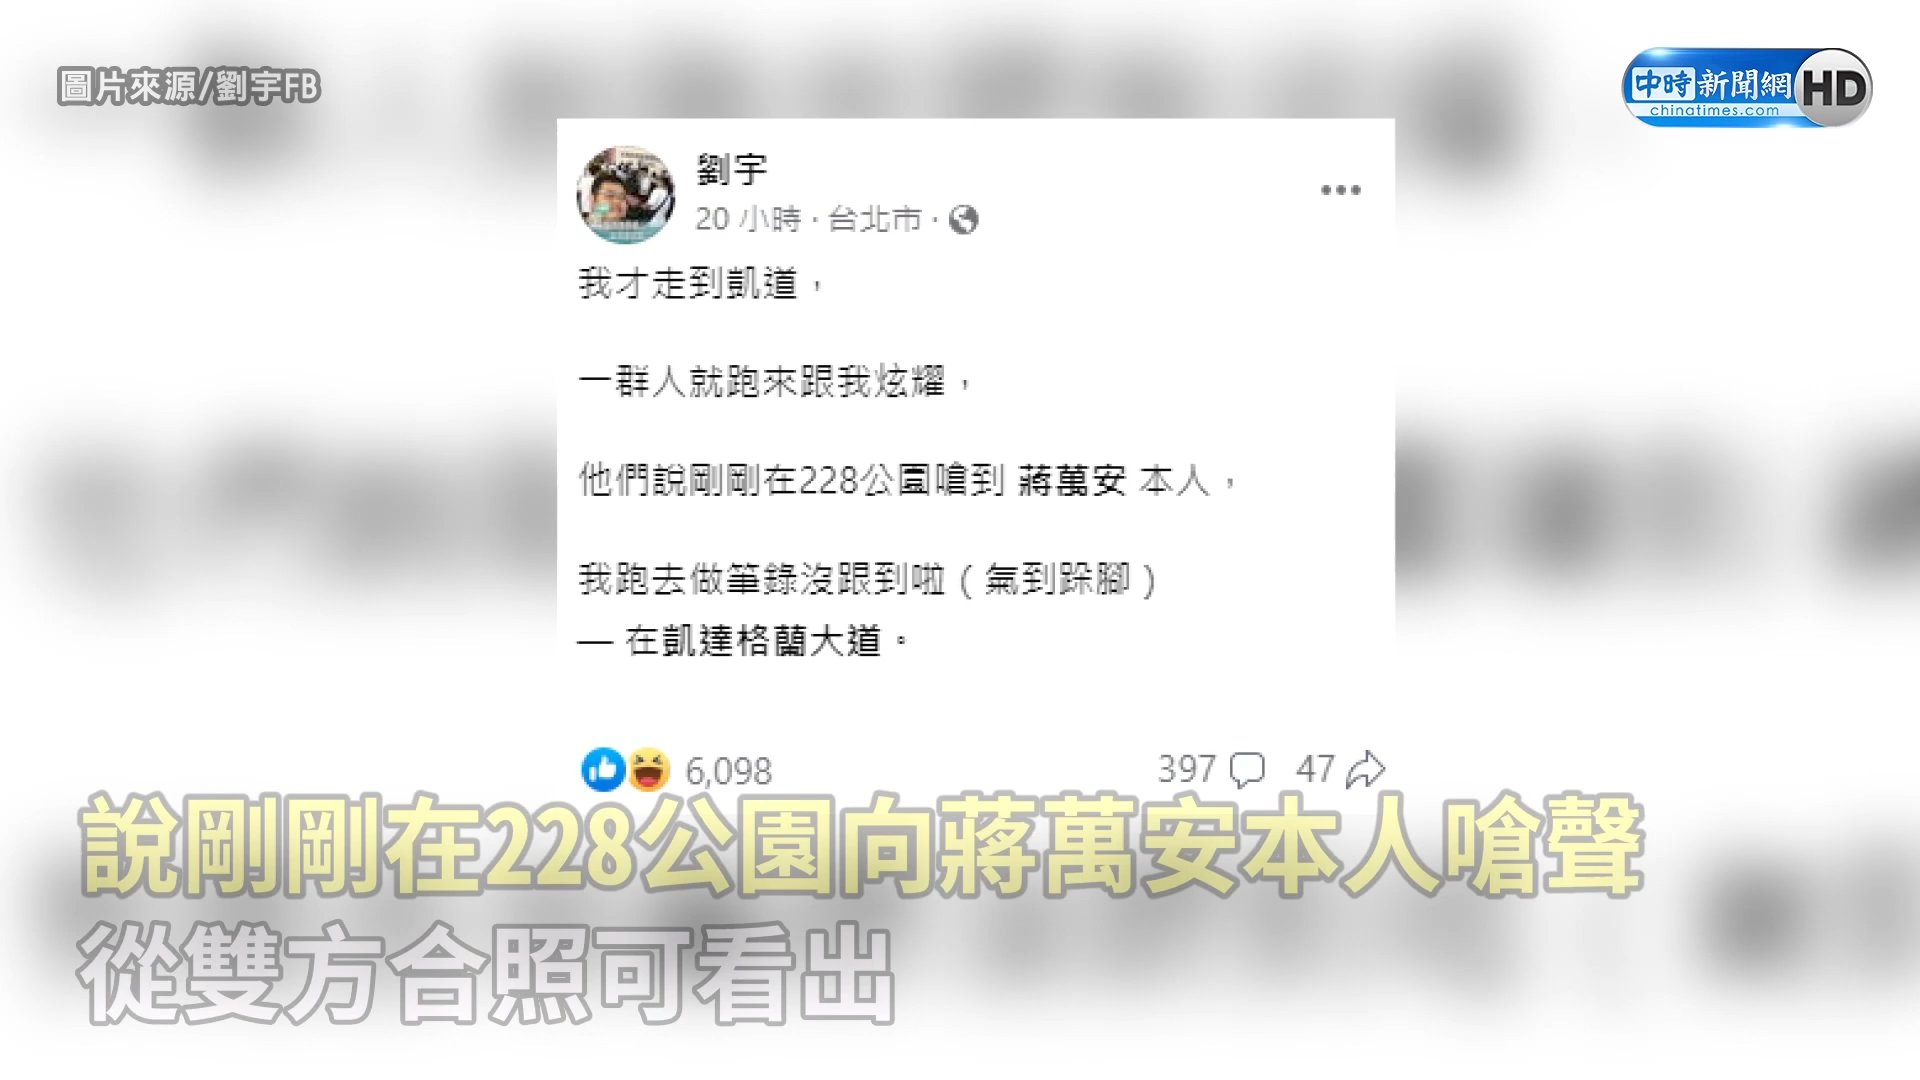 圖片來源/劉宇FB
中時新聞網HD
chinatimes.com
劉宇
20 小時 · 台北市 ·
我才走到凱道，
一群人就跑來跟我炫耀，
他們說剛剛在228公園嗆到 蔣萬安 本人，
我跑去做筆錄沒跟到啦（氣到跺腳）
— 在凱達格蘭大道。
6,098
397 47
說剛剛在228公園向蔣萬安本人嗆聲
從雙方合照可看出